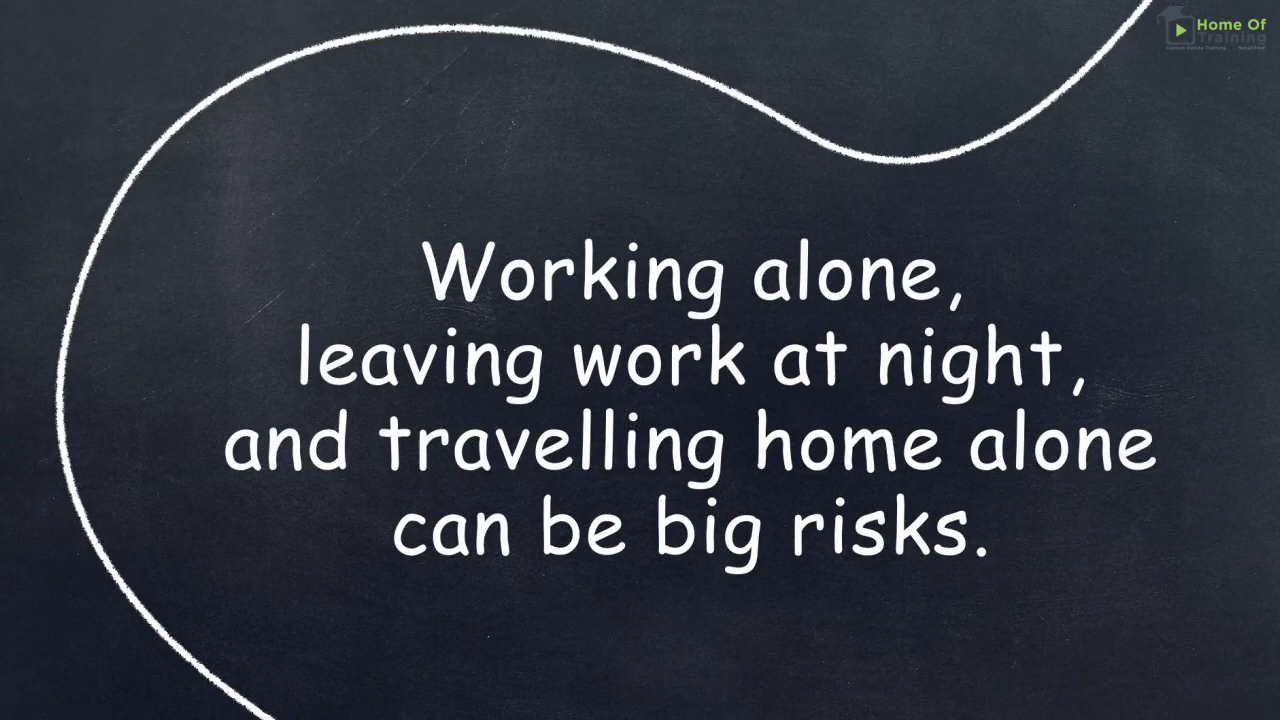 Home Of
Training
Working alone,
leaving work at night,
and travelling home alone
can be big risks.